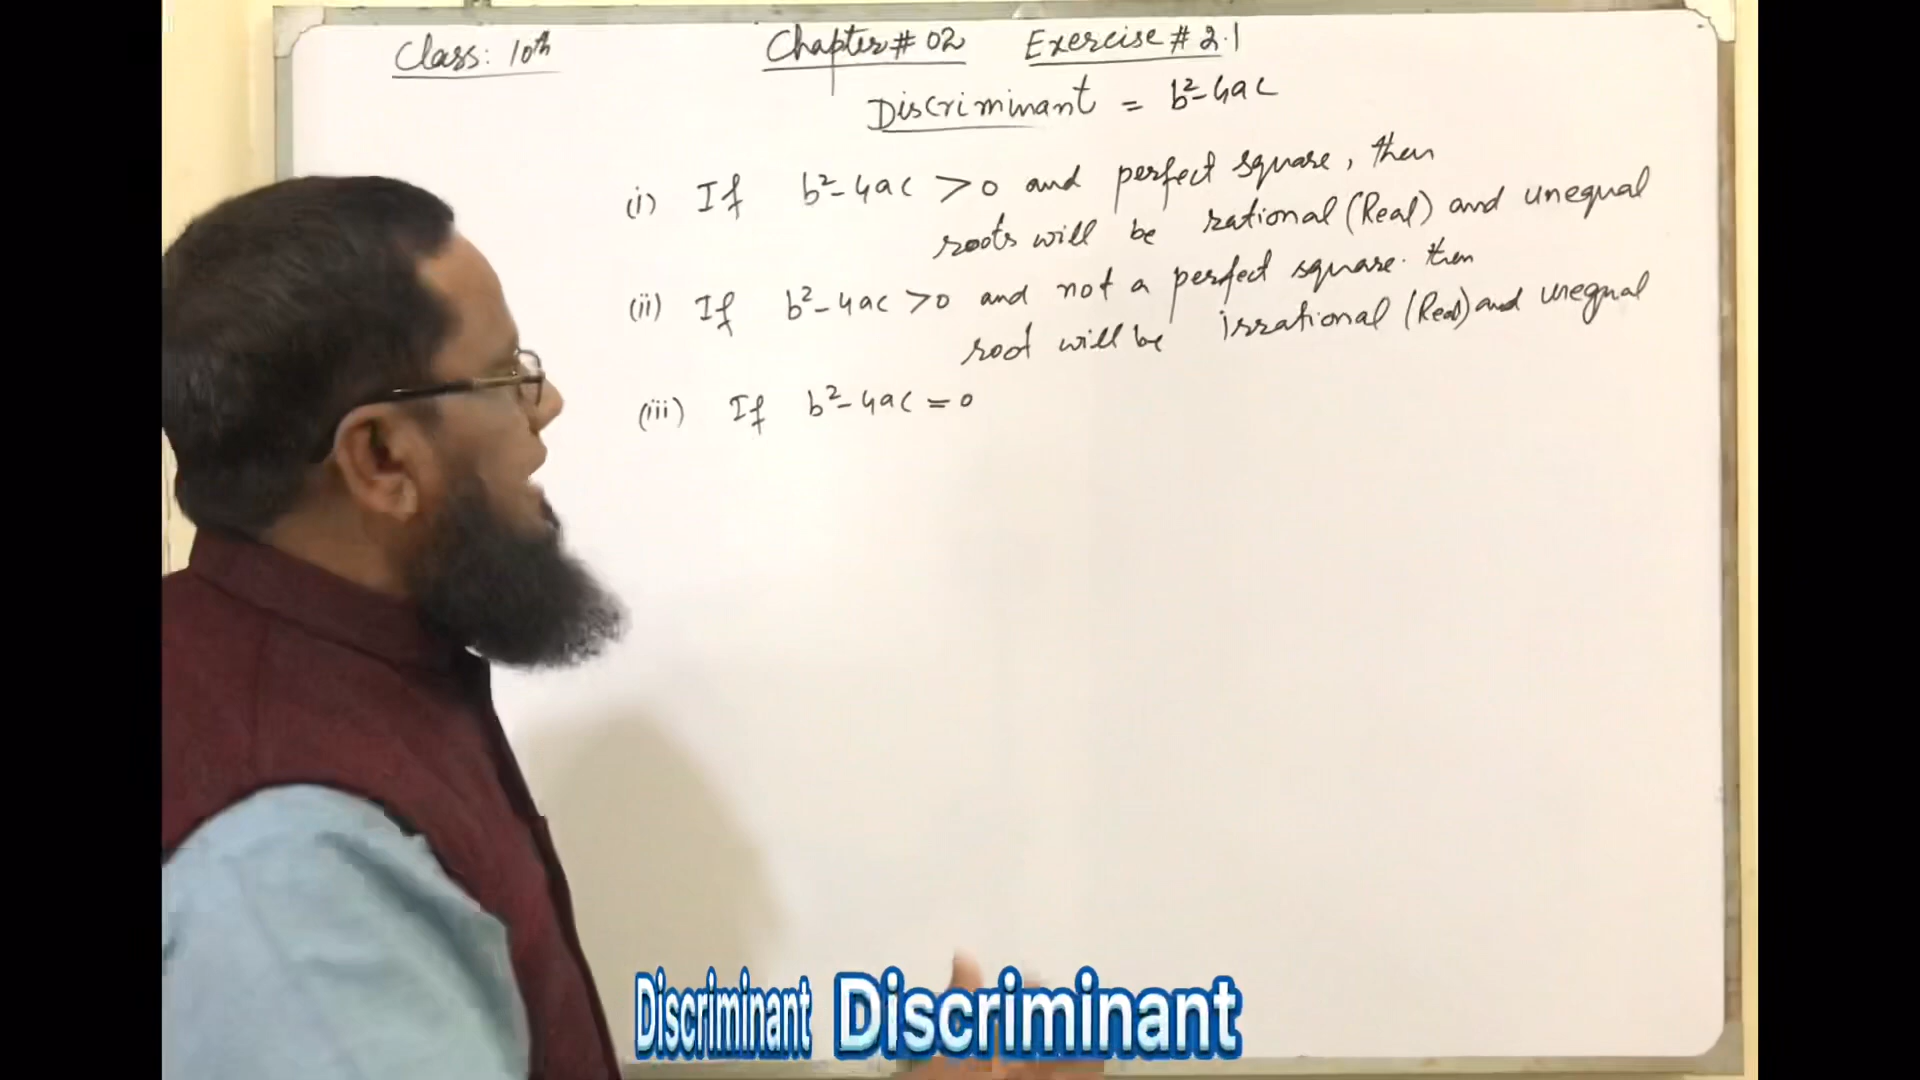 Class: 10th Chapter # 02 Exercise # 2.1
Discriminant = b²-4ac
(i) If b²-4ac > 0 and perfect square, then
roots will be rational (Real) and unequal
(ii) If b²-4ac > 0 and not a perfect square. then
root will be irrational (Real) and unequal
(iii) If b²-4ac = 0
Discriminant Discriminant